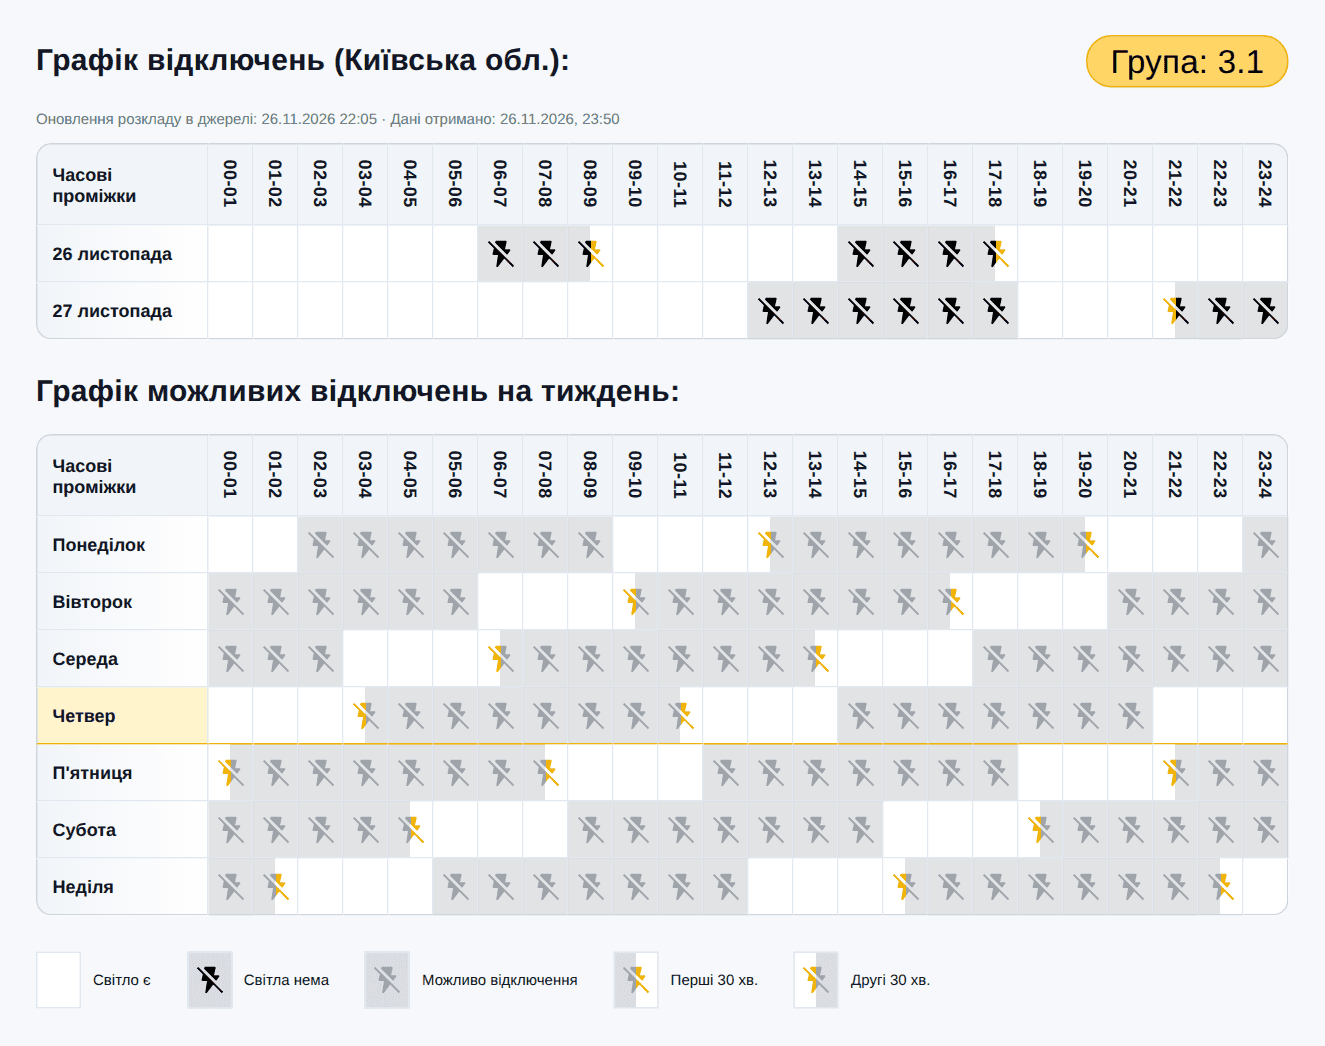 Графік відключень (Київська обл.):
Група: 3.1
Оновлення розкладу в джерелі: 26.11.2026 22:05 · Дані отримано: 26.11.2026, 23:50
Часові
проміжки
00-01 01-02 02-03 03-04 04-05 05-06 06-07 07-08 08-09 09-10 10-11 11-12 12-13 13-14 14-15 15-16 16-17 17-18 18-19 19-20 20-21 21-22 22-23 23-24
26 листопада
27 листопада
Графік можливих відключень на тиждень:
Часові
проміжки
00-01 01-02 02-03 03-04 04-05 05-06 06-07 07-08 08-09 09-10 10-11 11-12 12-13 13-14 14-15 15-16 16-17 17-18 18-19 19-20 20-21 21-22 22-23 23-24
Понеділок
Вівторок
Середа
Четвер
П'ятниця
Субота
Неділя
Світло є
Світла нема
Можливо відключення
Перші 30 хв.
Другі 30 хв.